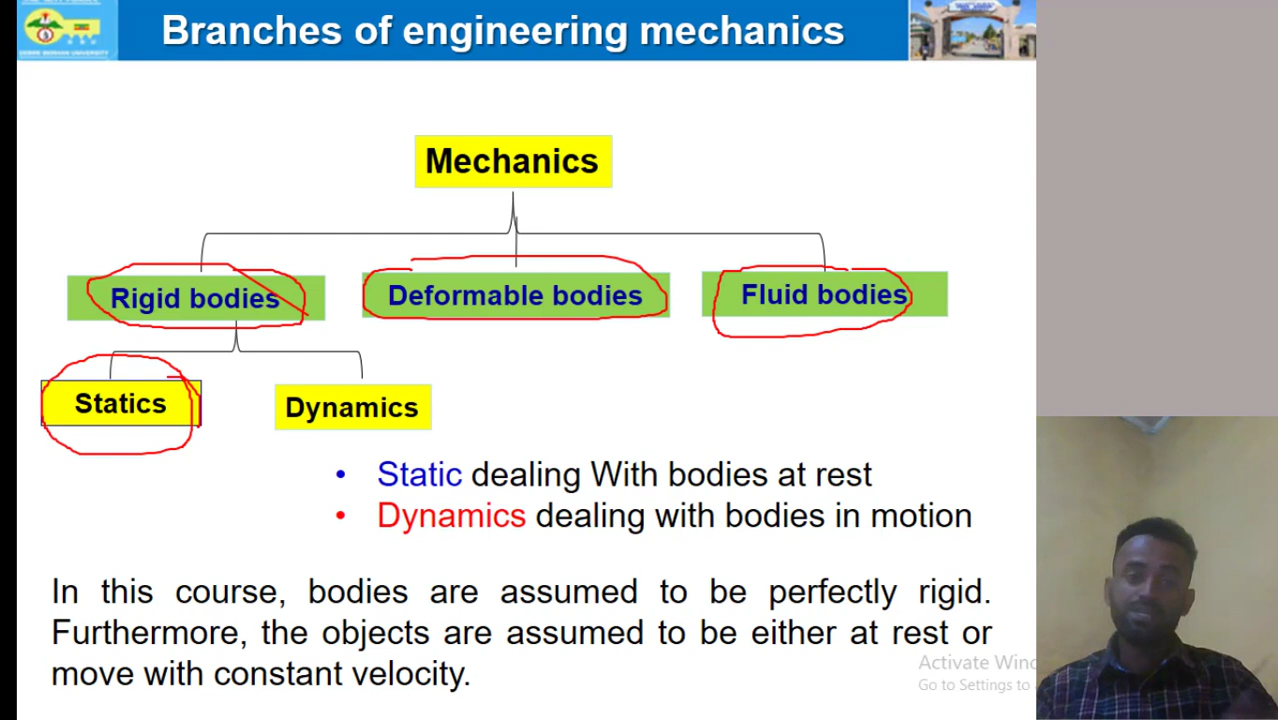 Branches of engineering mechanics
Mechanics
Rigid bodies
Deformable bodies
Fluid bodies
Statics
Dynamics
• Static dealing With bodies at rest
• Dynamics dealing with bodies in motion
In this course, bodies are assumed to be perfectly rigid.
Furthermore, the objects are assumed to be either at rest or
move with constant velocity.
Activate
Go to Settings to